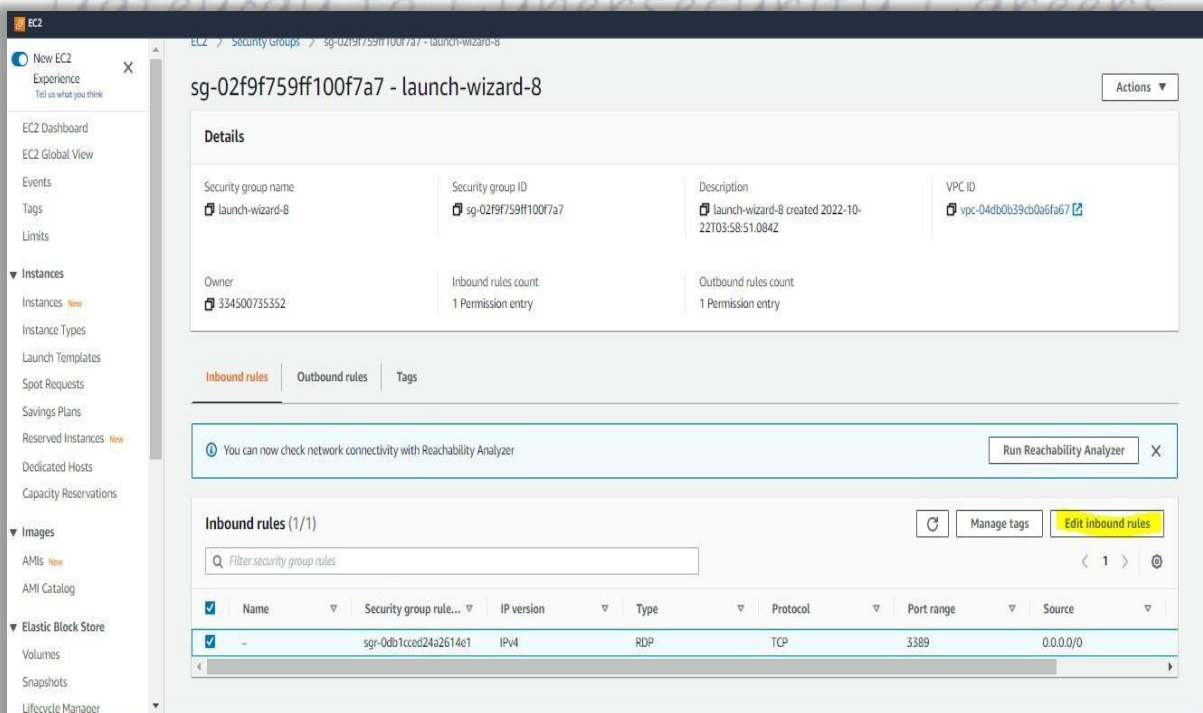 Gateway to Cybersecurity Careers
EC2
New EC2
Experience
Tell us what you think
EC2 Dashboard
EC2 Global View
Events
Tags
Limits
Instances
Instances New
Instance Types
Launch Templates
Spot Requests
Savings Plans
Reserved Instances New
Dedicated Hosts
Capacity Reservations
Images
AMIs New
AMI Catalog
Elastic Block Store
Volumes
Snapshots
Lifecycle Manager
EC2 > Security Groups > sg-02f9f759ff100f7a7 - launch-wizard-8
sg-02f9f759ff100f7a7 - launch-wizard-8
Actions
Details
Security group name
launch-wizard-8
Security group ID
sg-02f9f759ff100f7a7
Description
launch-wizard-8 created 2022-10-
22T03:58:51.084Z
VPC ID
vpc-04db0b39cb0a6fa67
Owner
334500735352
Inbound rules count
1 Permission entry
Outbound rules count
1 Permission entry
Inbound rules Outbound rules Tags
You can now check network connectivity with Reachability Analyzer
Run Reachability Analyzer X
Inbound rules (1/1)
Manage tags Edit inbound rules
Filter security group rules
< 1 >
Name Security group rule... IP version Type Protocol Port range Source
– sgr-0db1cced24a2614e1 IPv4 RDP TCP 3389 0.0.0.0/0